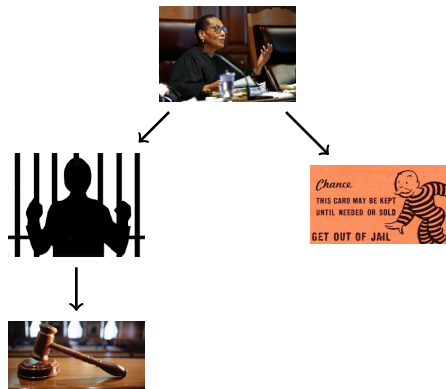 Chance
THIS CARD MAY BE KEPT
UNTIL NEEDED OR SOLD
GET OUT OF JAIL